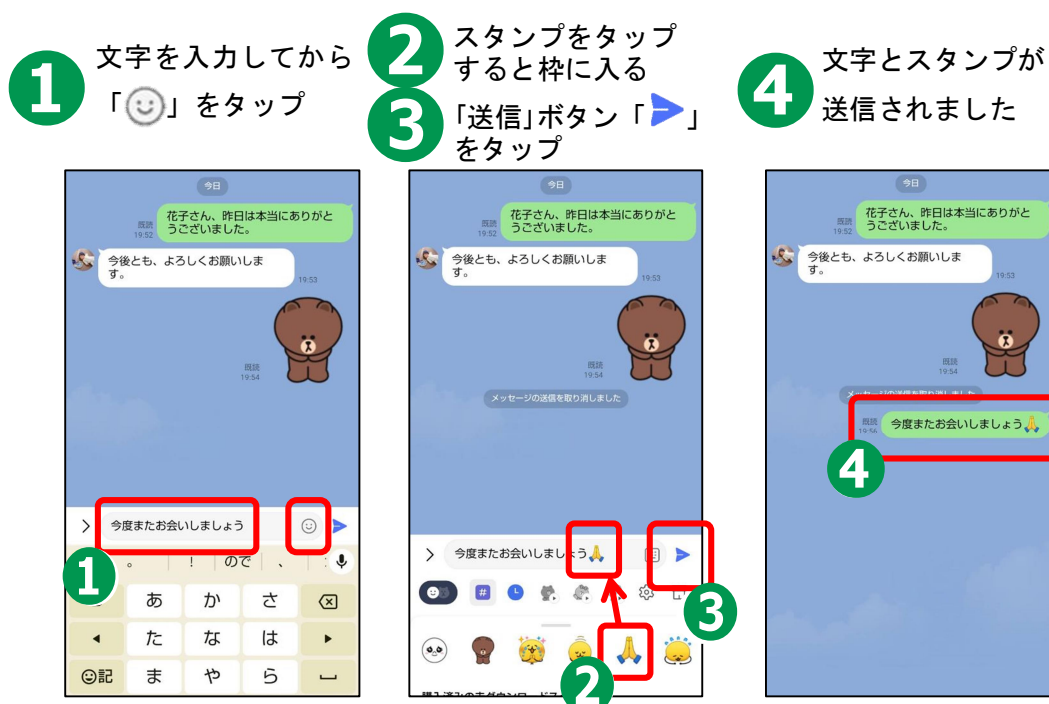 1
文字を入力してから
「」をタップ
2
スタンプをタップ
すると枠に入る
3
「送信」ボタン「」
をタップ
4
文字とスタンプが
送信されました
今日
花子さん、昨日は本当にありがと
うございました。
既読
19:52
今後とも、よろしくお願いしま
す。
19:53
既読
19:54
今度またお会いしましょう
。 ! ので 、
1
あ か さ
た な は
記 ま や ら
今日
花子さん、昨日は本当にありがと
うございました。
既読
19:52
今後とも、よろしくお願いしま
す。
19:53
既読
19:54
メッセージの送信を取り消しました
今度またお会いしましょう🙏
#
3
2
今日
花子さん、昨日は本当にありがと
うございました。
既読
19:52
今後とも、よろしくお願いしま
す。
19:53
既読
19:54
既読
19:56
今度またお会いしましょう🙏
4